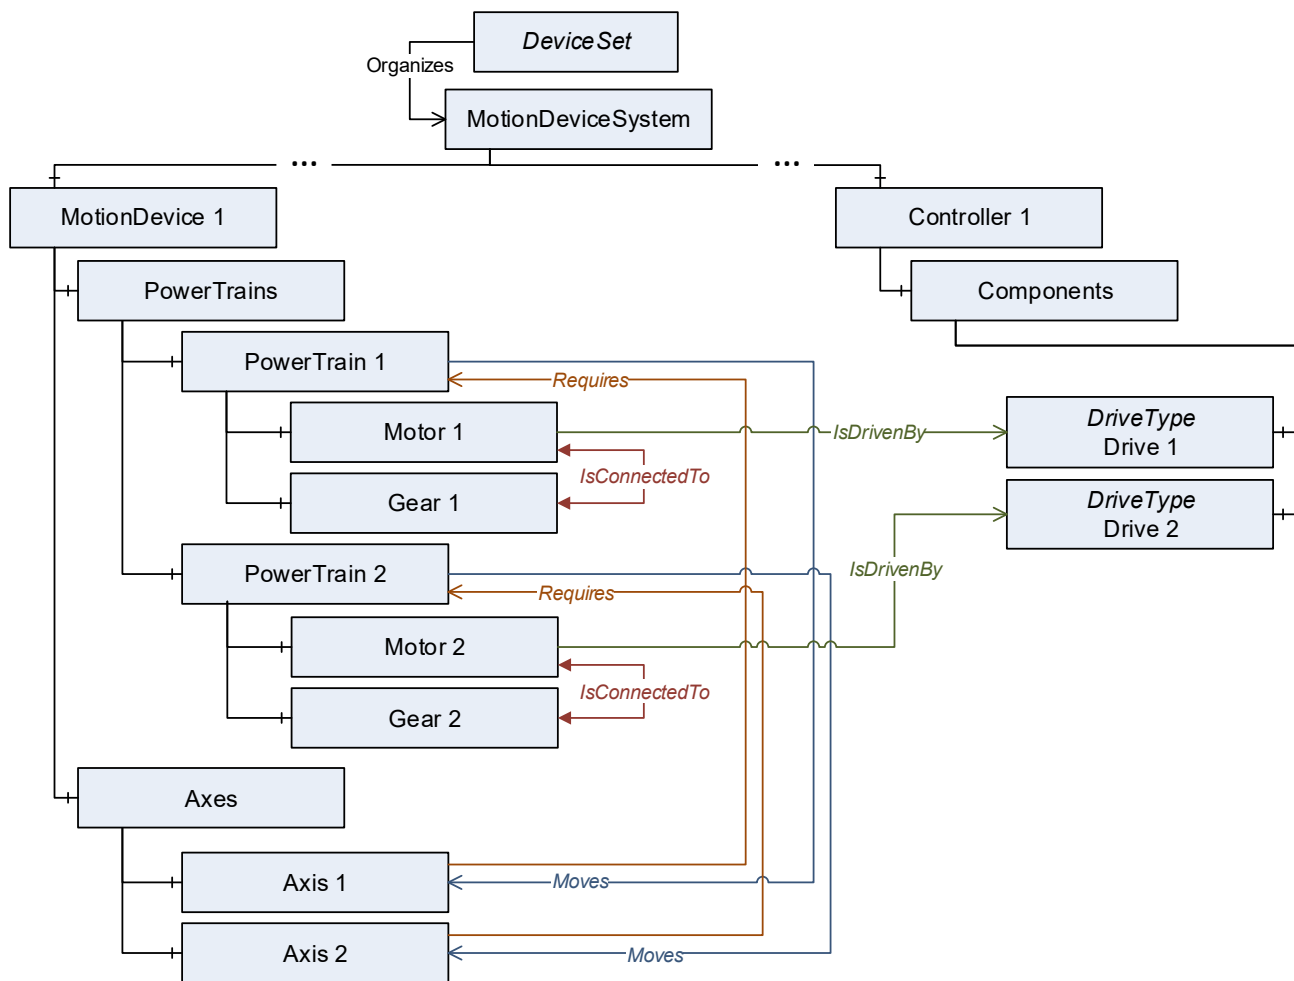 DeviceSet
Organizes
MotionDeviceSystem
... ...
MotionDevice 1
Controller 1
PowerTrains
Components
PowerTrain 1
Requires
Motor 1
IsDrivenBy
DriveType
Drive 1
IsConnectedTo
Gear 1
DriveType
Drive 2
PowerTrain 2
IsDrivenBy
Requires
Motor 2
IsConnectedTo
Gear 2
Axes
Axis 1
Moves
Axis 2
Moves